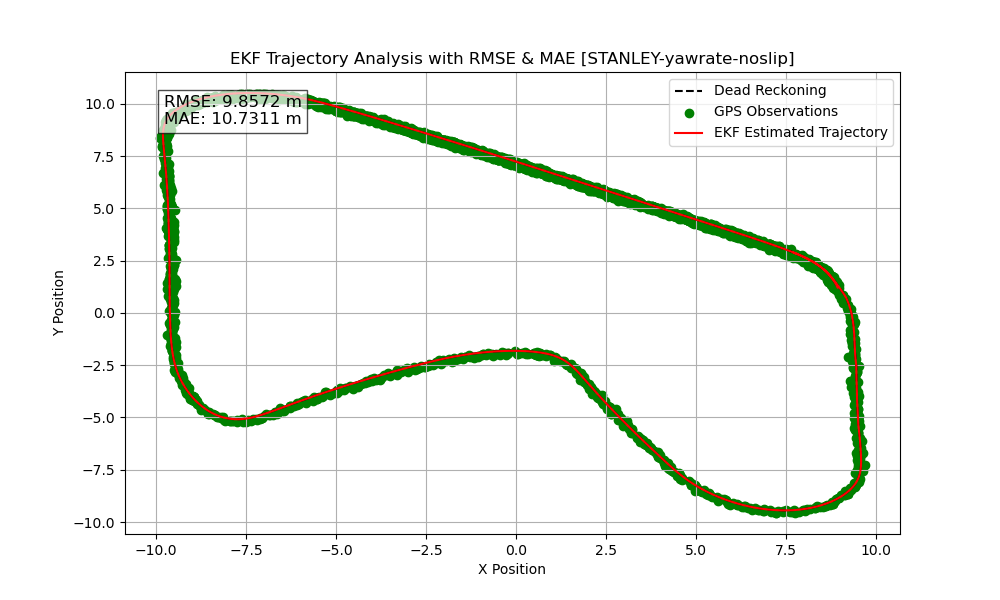 EKF Trajectory Analysis with RMSE & MAE [STANLEY-yawrate-noslip]
RMSE: 9.8572 m
MAE: 10.7311 m
Dead Reckoning
GPS Observations
EKF Estimated Trajectory
Y Position
10.0
7.5
5.0
2.5
0.0
−2.5
−5.0
−7.5
−10.0
−10.0 −7.5 −5.0 −2.5 0.0 2.5 5.0 7.5 10.0
X Position